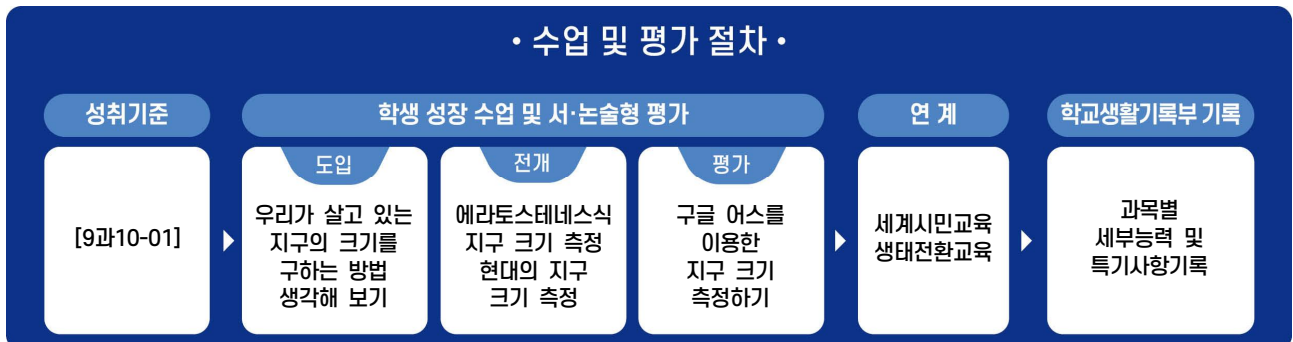 • 수업 및 평가 절차 •
성취기준
학생 성장 수업 및 서·논술형 평가
연 계
학교생활기록부 기록
[9과10-01]
도입
우리가 살고 있는
지구의 크기를
구하는 방법
생각해 보기
전개
에라토스테네스식
지구 크기 측정
현대의 지구
크기 측정
평가
구글 어스를
이용한
지구 크기
측정하기
세계시민교육
생태전환교육
과목별
세부능력 및
특기사항기록